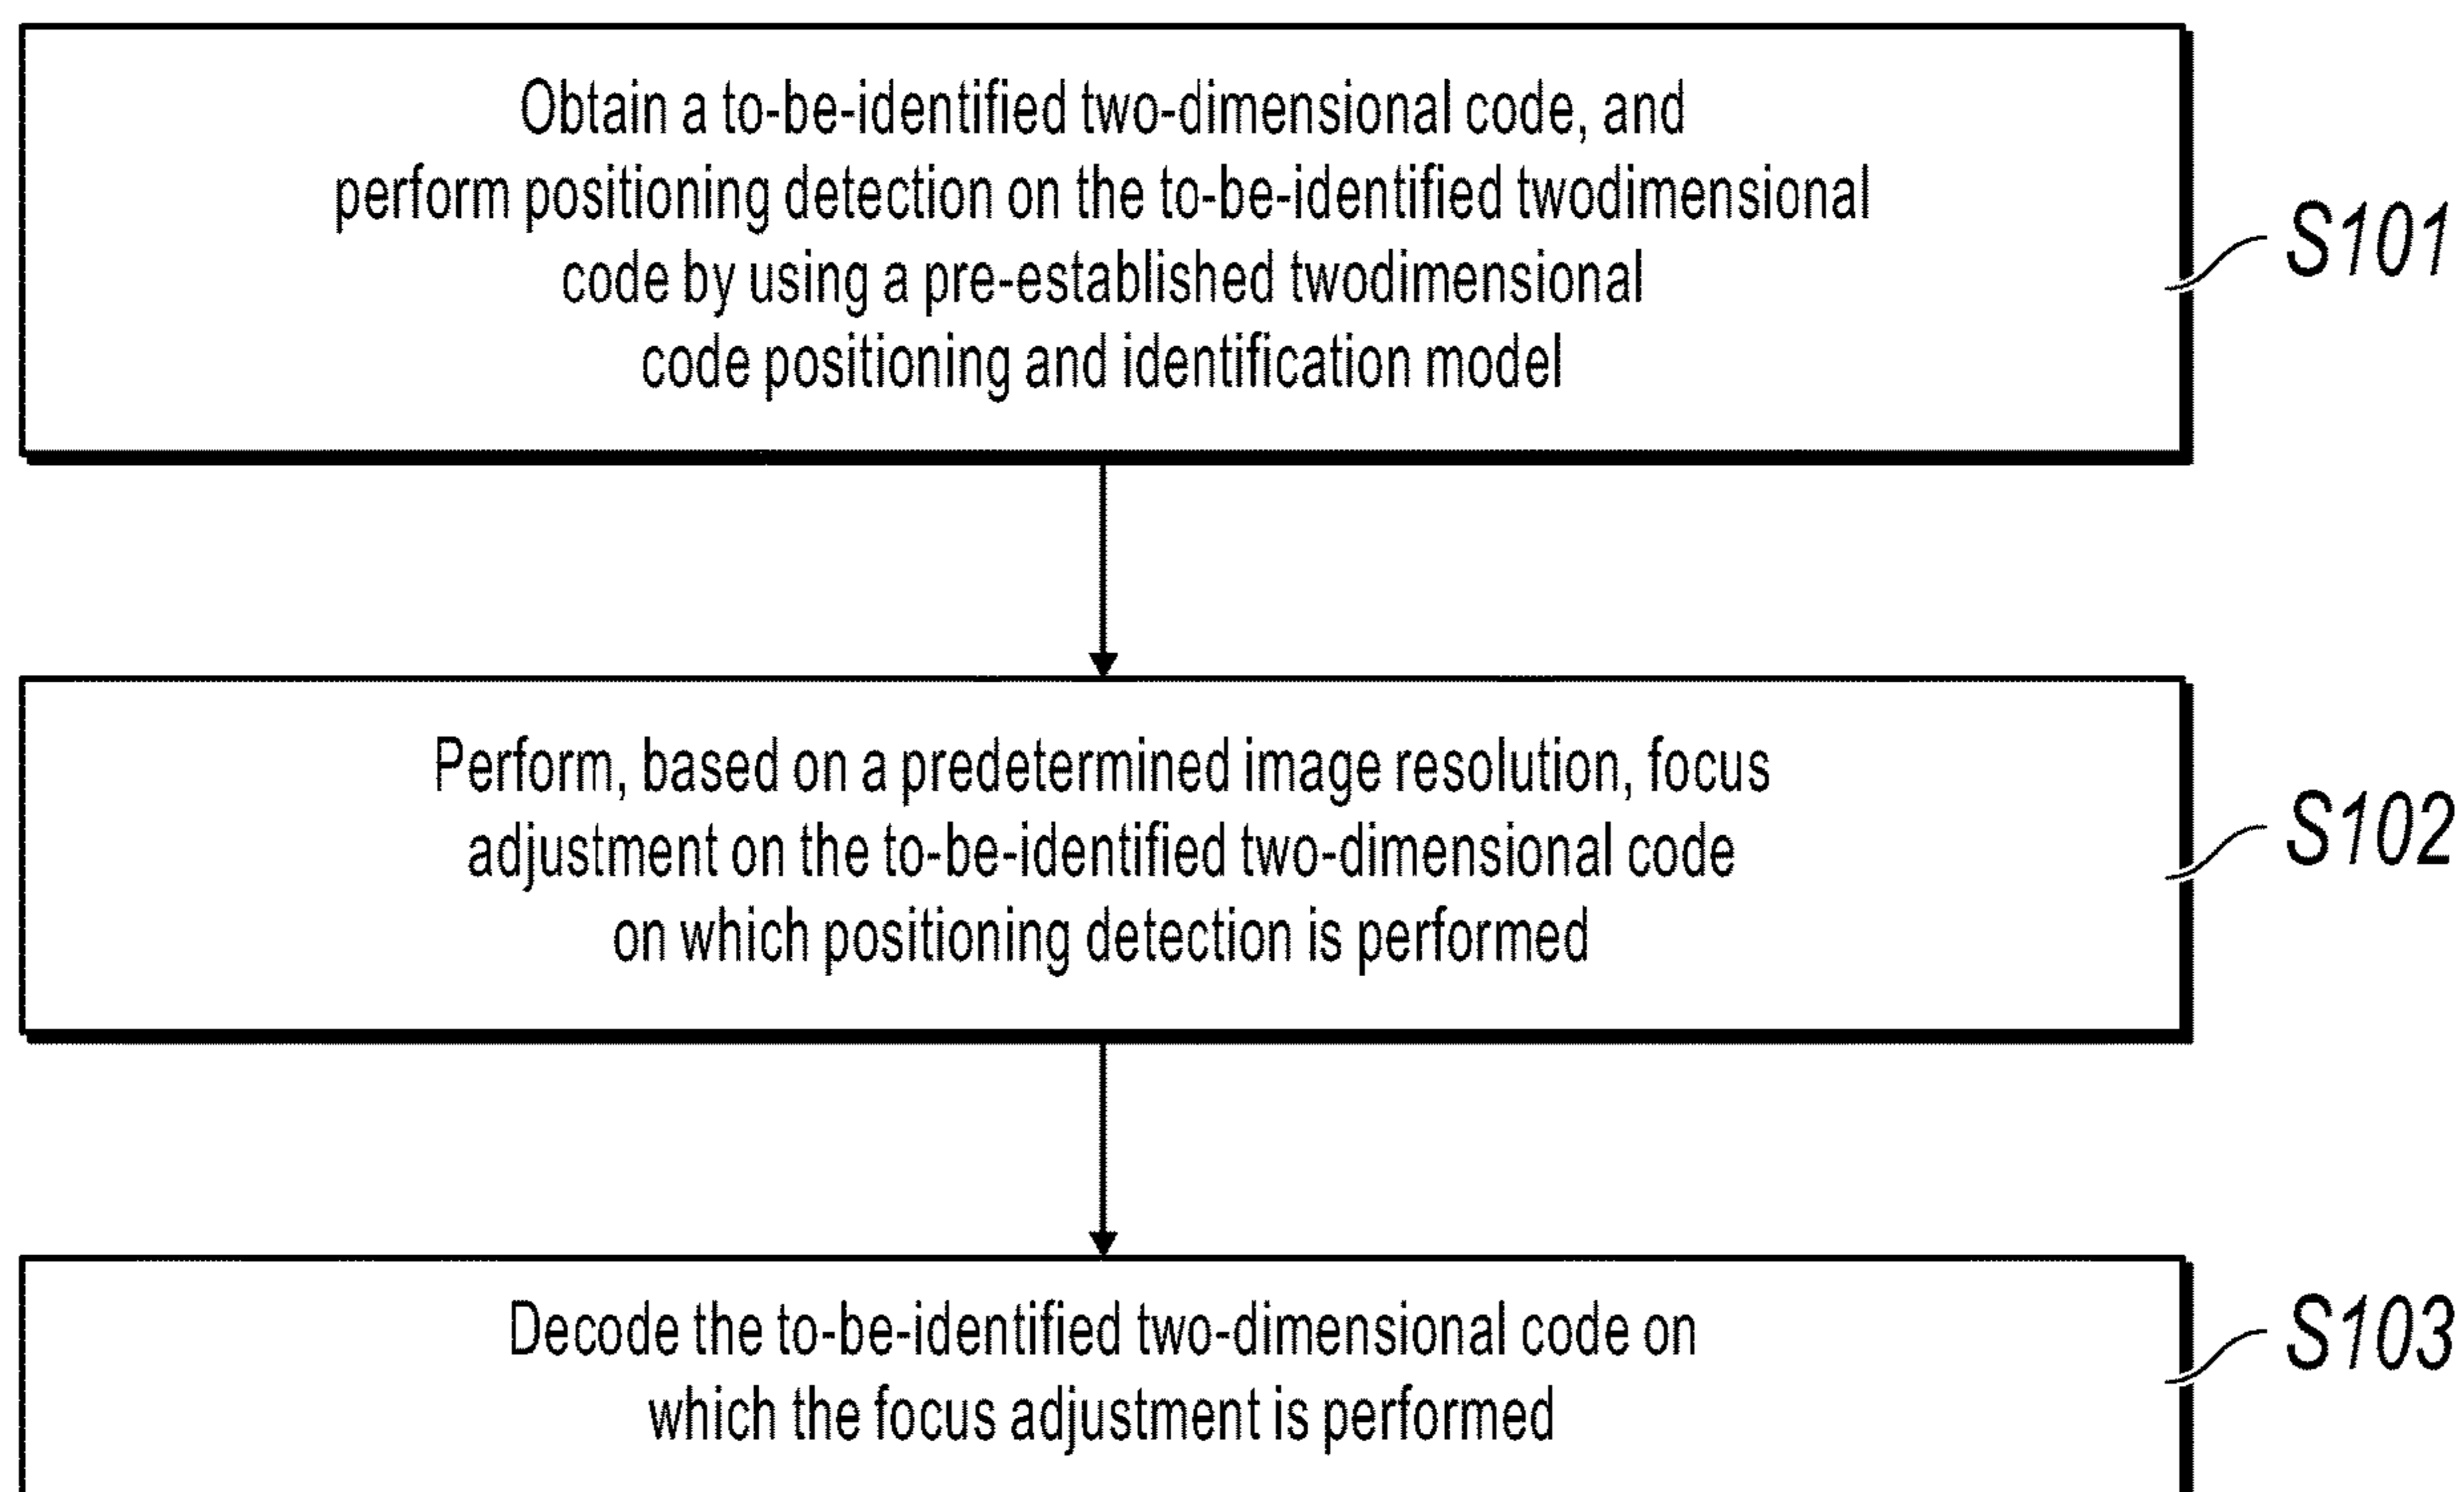 Obtain a to-be-identified two-dimensional code, and
perform positioning detection on the to-be-identified twodimensional
code by using a pre-established twodimensional
code positioning and identification model
S101
Perform, based on a predetermined image resolution, focus
adjustment on the to-be-identified two-dimensional code
on which positioning detection is performed
S102
Decode the to-be-identified two-dimensional code on
which the focus adjustment is performed
S103